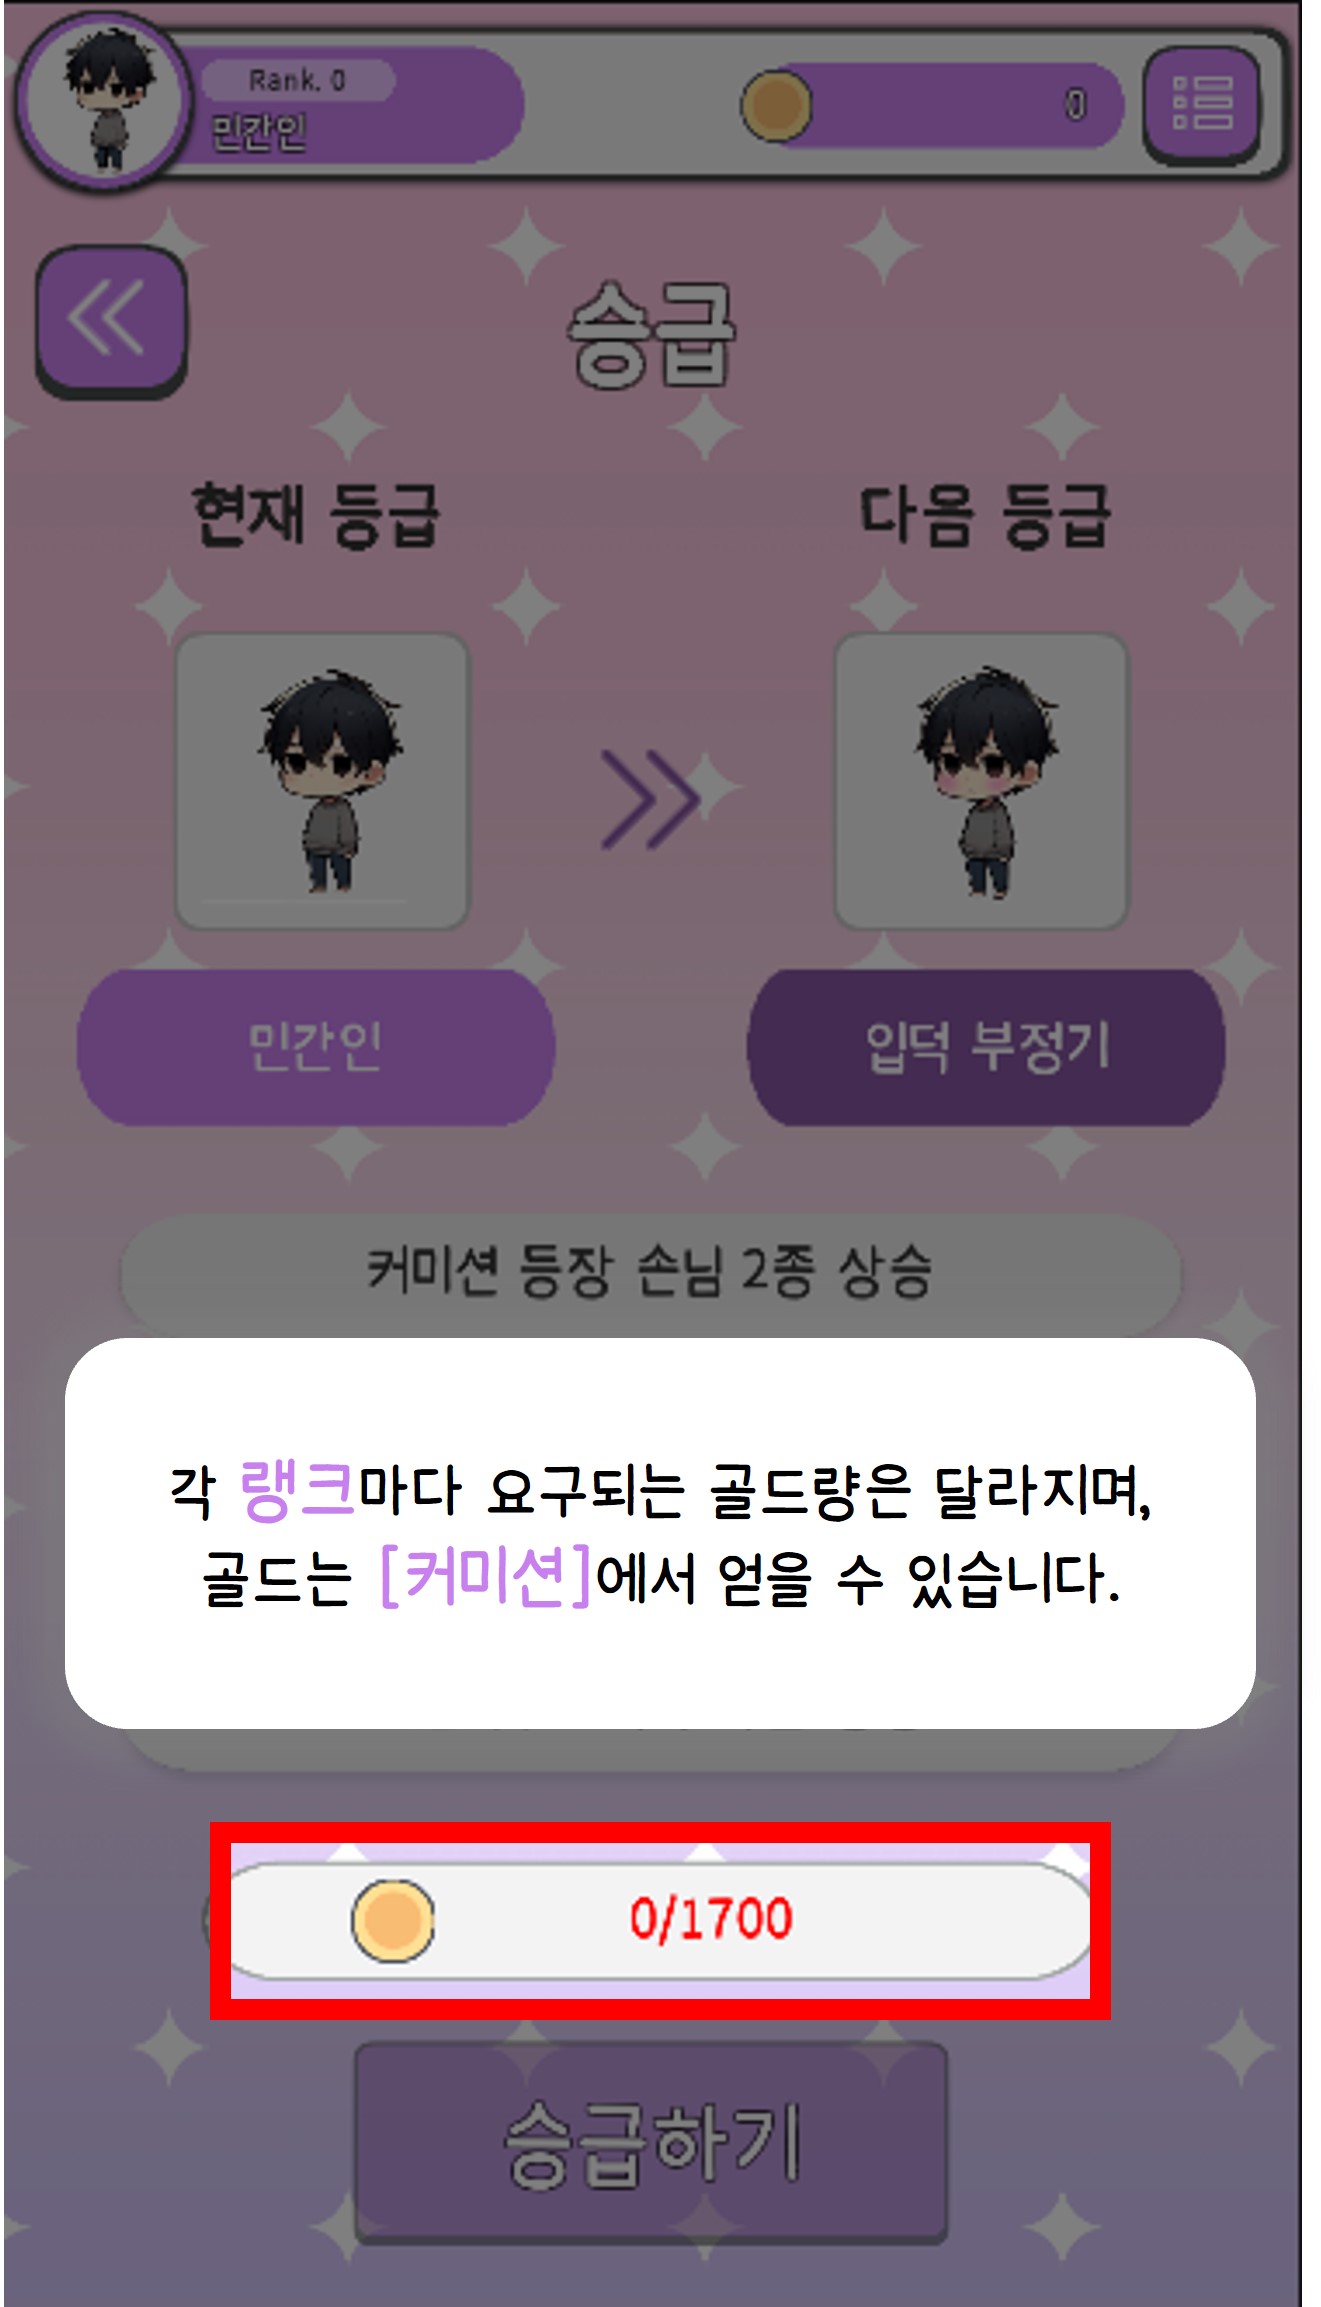 Rank. 0
민간인
0
승급
현재 등급
다음 등급
민간인
입덕 부정기
커미션 등장 손님 2종 상승
각 랭크마다 요구되는 골드량은 달라지며,
골드는 [커미션]에서 얻을 수 있습니다.
0/1700
승급하기